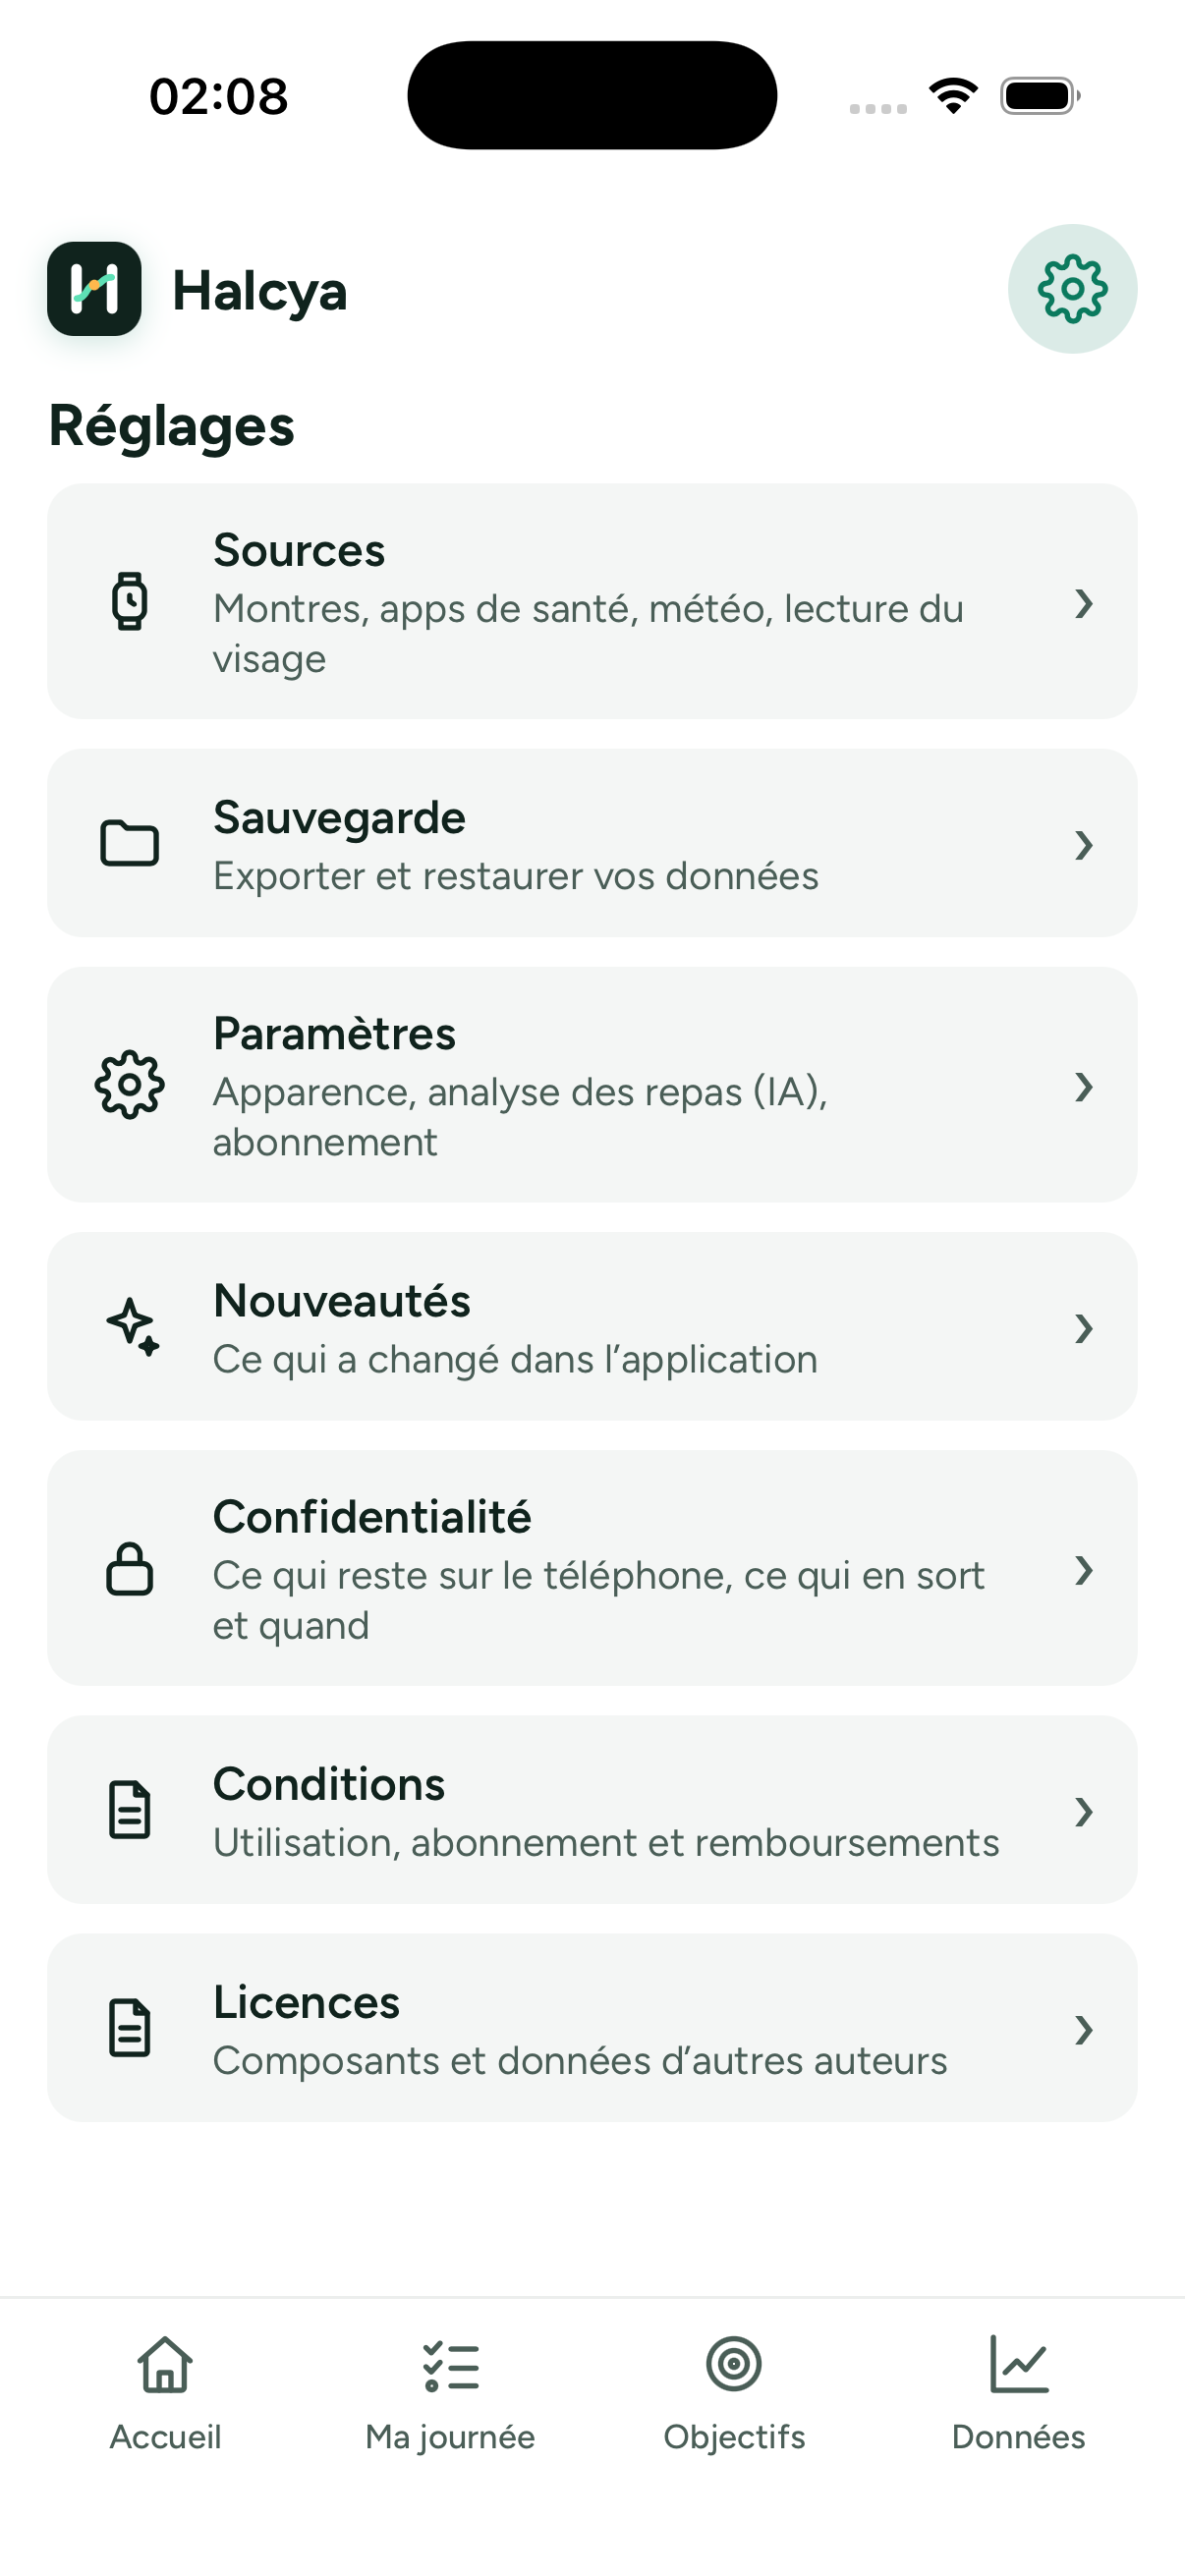 02:08
Halcya
Réglages
Sources
Montres, apps de santé, météo, lecture du
visage
Sauvegarde
Exporter et restaurer vos données
Paramètres
Apparence, analyse des repas (IA),
abonnement
Nouveautés
Ce qui a changé dans l’application
Confidentialité
Ce qui reste sur le téléphone, ce qui en sort
et quand
Conditions
Utilisation, abonnement et remboursements
Licences
Composants et données d’autres auteurs
Accueil
Ma journée
Objectifs
Données